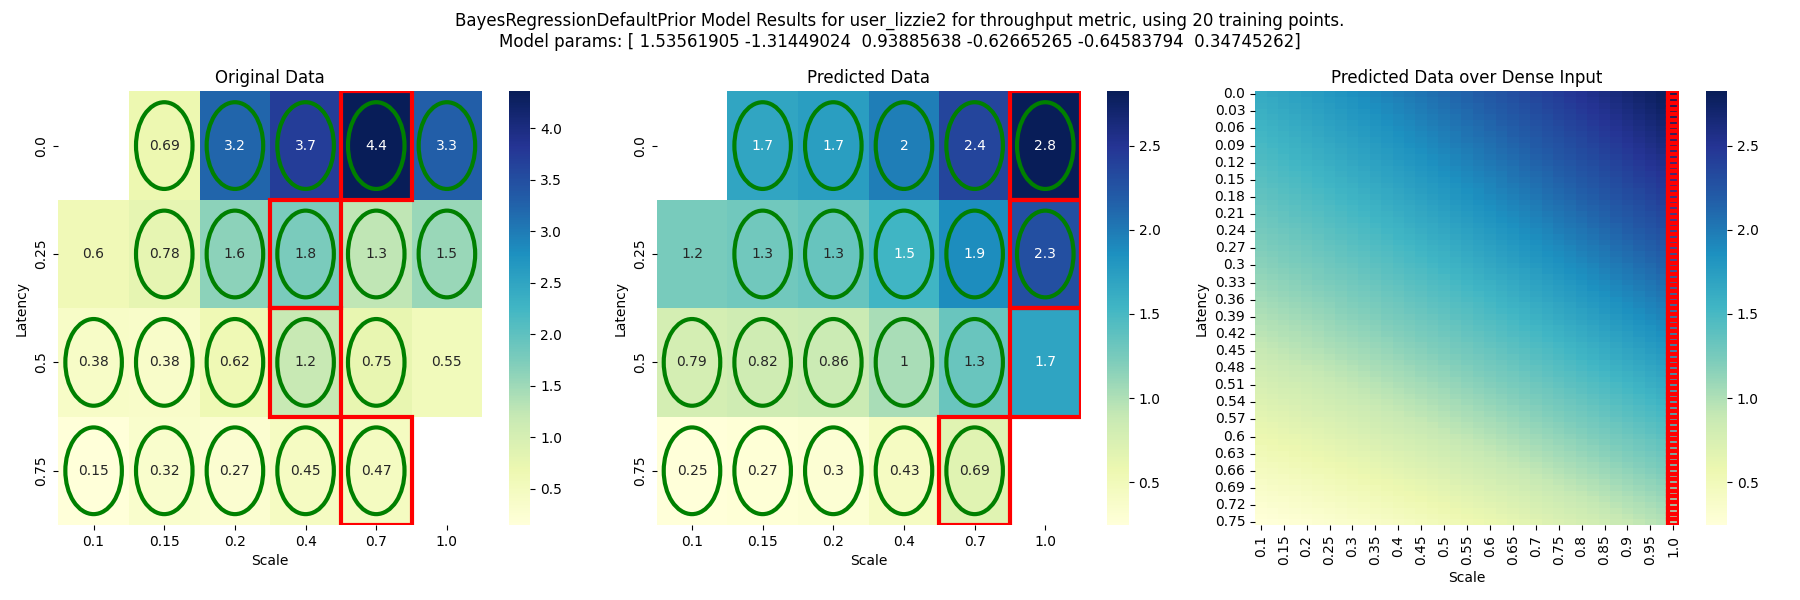 BayesRegressionDefaultPrior Model Results for user_lizzie2 for throughput metric, using 20 training points.
Model params: [ 1.53561905 -1.31449024  0.93885638 -0.62665265 -0.64583794  0.34745262]
Original Data
0.0
0.69 3.2 3.7 4.4 3.3
0.25
0.6 0.78 1.6 1.8 1.3 1.5
0.5
0.38 0.38 0.62 1.2 0.75 0.55
0.75
0.15 0.32 0.27 0.45 0.47
0.1 0.15 0.2 0.4 0.7 1.0
Scale
Latency
4.0
3.5
3.0
2.5
2.0
1.5
1.0
0.5
Predicted Data
0.0
1.7 1.7 2 2.4 2.8
0.25
1.2 1.3 1.3 1.5 1.9 2.3
0.5
0.79 0.82 0.86 1 1.3 1.7
0.75
0.25 0.27 0.3 0.43 0.69
0.1 0.15 0.2 0.4 0.7 1.0
Scale
Latency
2.5
2.0
1.5
1.0
0.5
Predicted Data over Dense Input
0.0
0.03
0.06
0.09
0.12
0.15
0.18
0.21
0.24
0.27
0.3
0.33
0.36
0.39
0.42
0.45
0.48
0.51
0.54
0.57
0.6
0.63
0.66
0.69
0.72
0.75
0.1 0.15 0.2 0.25 0.3 0.35 0.4 0.45 0.5 0.55 0.6 0.65 0.7 0.75 0.8 0.85 0.9 0.95 1.0
Scale
Latency
2.5
2.0
1.5
1.0
0.5